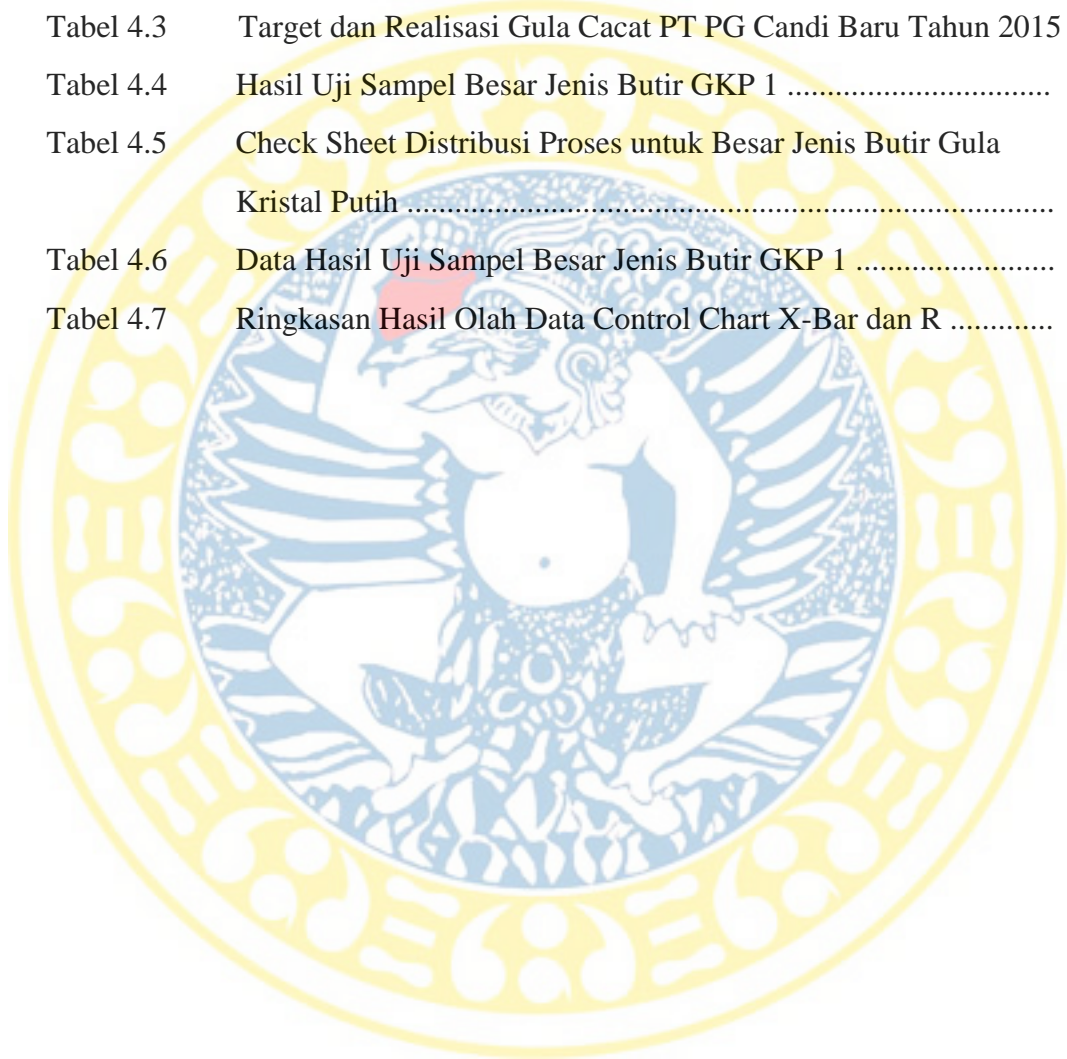 Tabel 4.3 Target dan Realisasi Gula Cacat PT PG Candi Baru Tahun 2015
Tabel 4.4 Hasil Uji Sampel Besar Jenis Butir GKP 1 ...............................
Tabel 4.5 Check Sheet Distribusi Proses untuk Besar Jenis Butir Gula
Kristal Putih ............................................................................
Tabel 4.6 Data Hasil Uji Sampel Besar Jenis Butir GKP 1 .......................
Tabel 4.7 Ringkasan Hasil Olah Data Control Chart X-Bar dan R .............